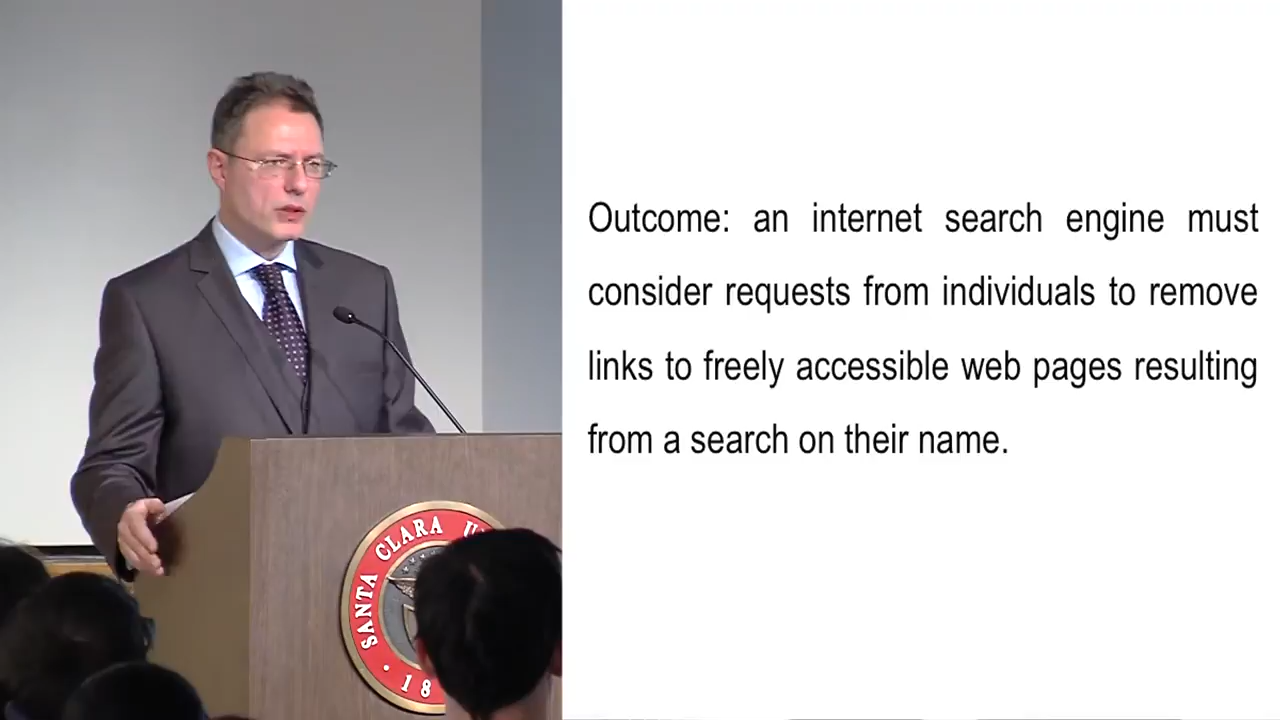 Outcome: an internet search engine must
consider requests from individuals to remove
links to freely accessible web pages resulting
from a search on their name.
SANTA CLARA
18